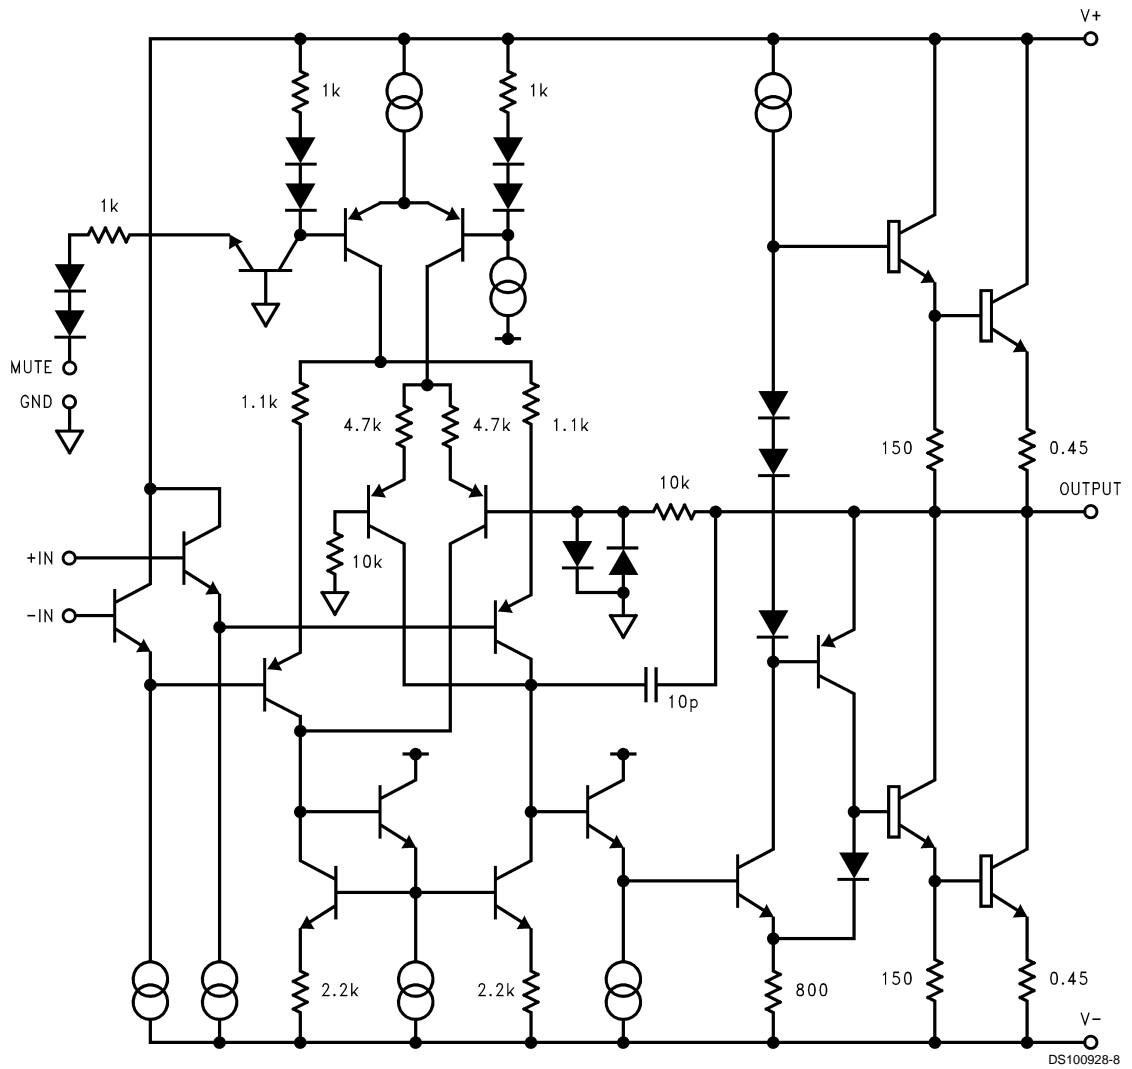 V+
1k
1k
1k
MUTE
GND
1.1k
4.7k
4.7k
1.1k
150
0.45
10k
OUTPUT
+IN
10k
-IN
10p
2.2k
2.2k
800
150
0.45
V-
DS100928-8